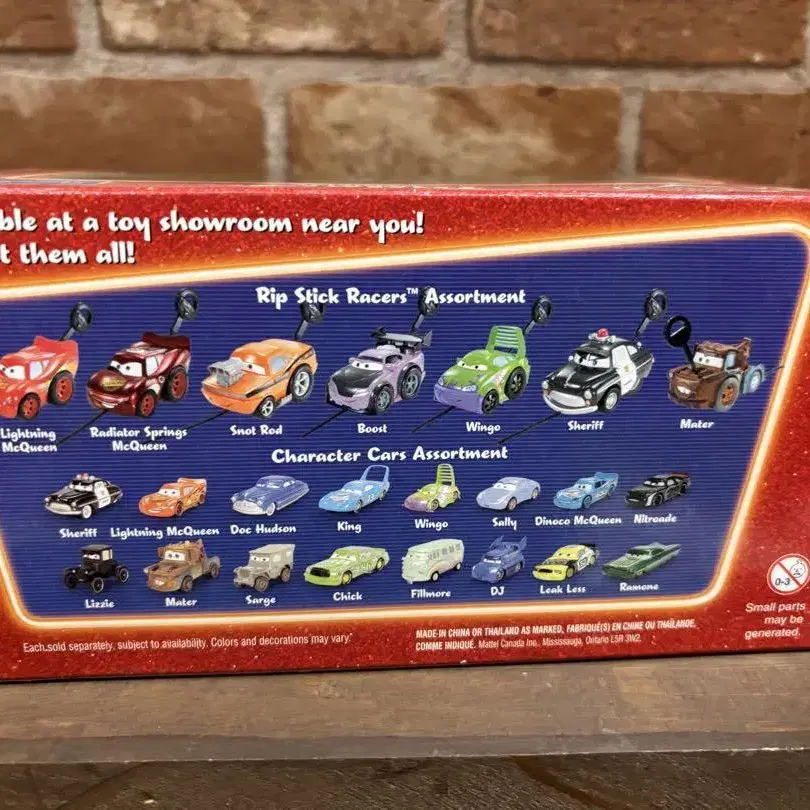 ble at a toy showroom near you!
t them all!
Rip Stick Racers™ Assortment
Lightning McQueen
Radiator Springs McQueen
Snot Rod
Boost
Wingo
Sheriff
Mater
Character Cars Assortment
Sheriff
Lightning McQueen
Doc Hudson
King
Wingo
Sally
Dinoco McQueen
Nitroade
Lizzie
Mater
Sarge
Chick
Fillmore
DJ
Leak Less
Ramone
0-3
Small parts
may be
generated.
Each sold separately, subject to availability. Colors and decorations may vary.
MADE IN CHINA OR THAILAND AS MARKED. FABRIQUÉ(S) EN CHINE OU THAÏLANDE,
COMME INDIQUÉ. Mattel Canada Inc., Mississauga, Ontario L5R 3W2.